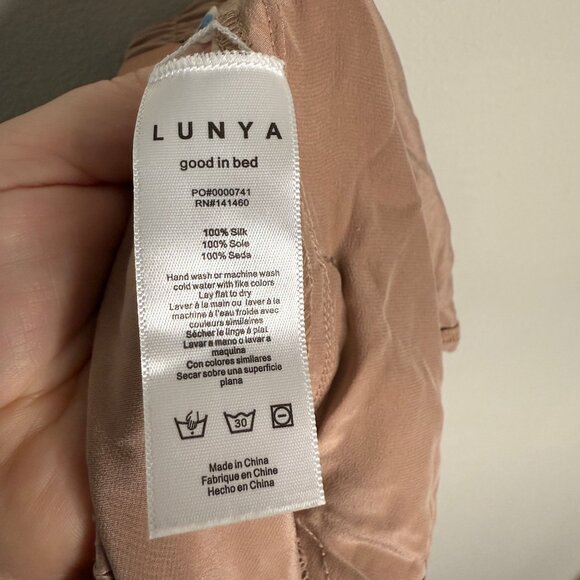 LUNYA
good in bed
PO#0000741
RN#141460
100% Silk
100% Soie
100% Seda
Hand wash or machine wash
cold water with like colors
Lay flat to dry
Laver à la main ou laver à la
machine à l'eau froide avec
couleurs similaires
Sécher le linge à plat
Lavar a mano o lavar a
maquina
Con colores similares
Secar sobre una superficie
plana
30
Made in China
Fabrique en Chine
Hecho en China